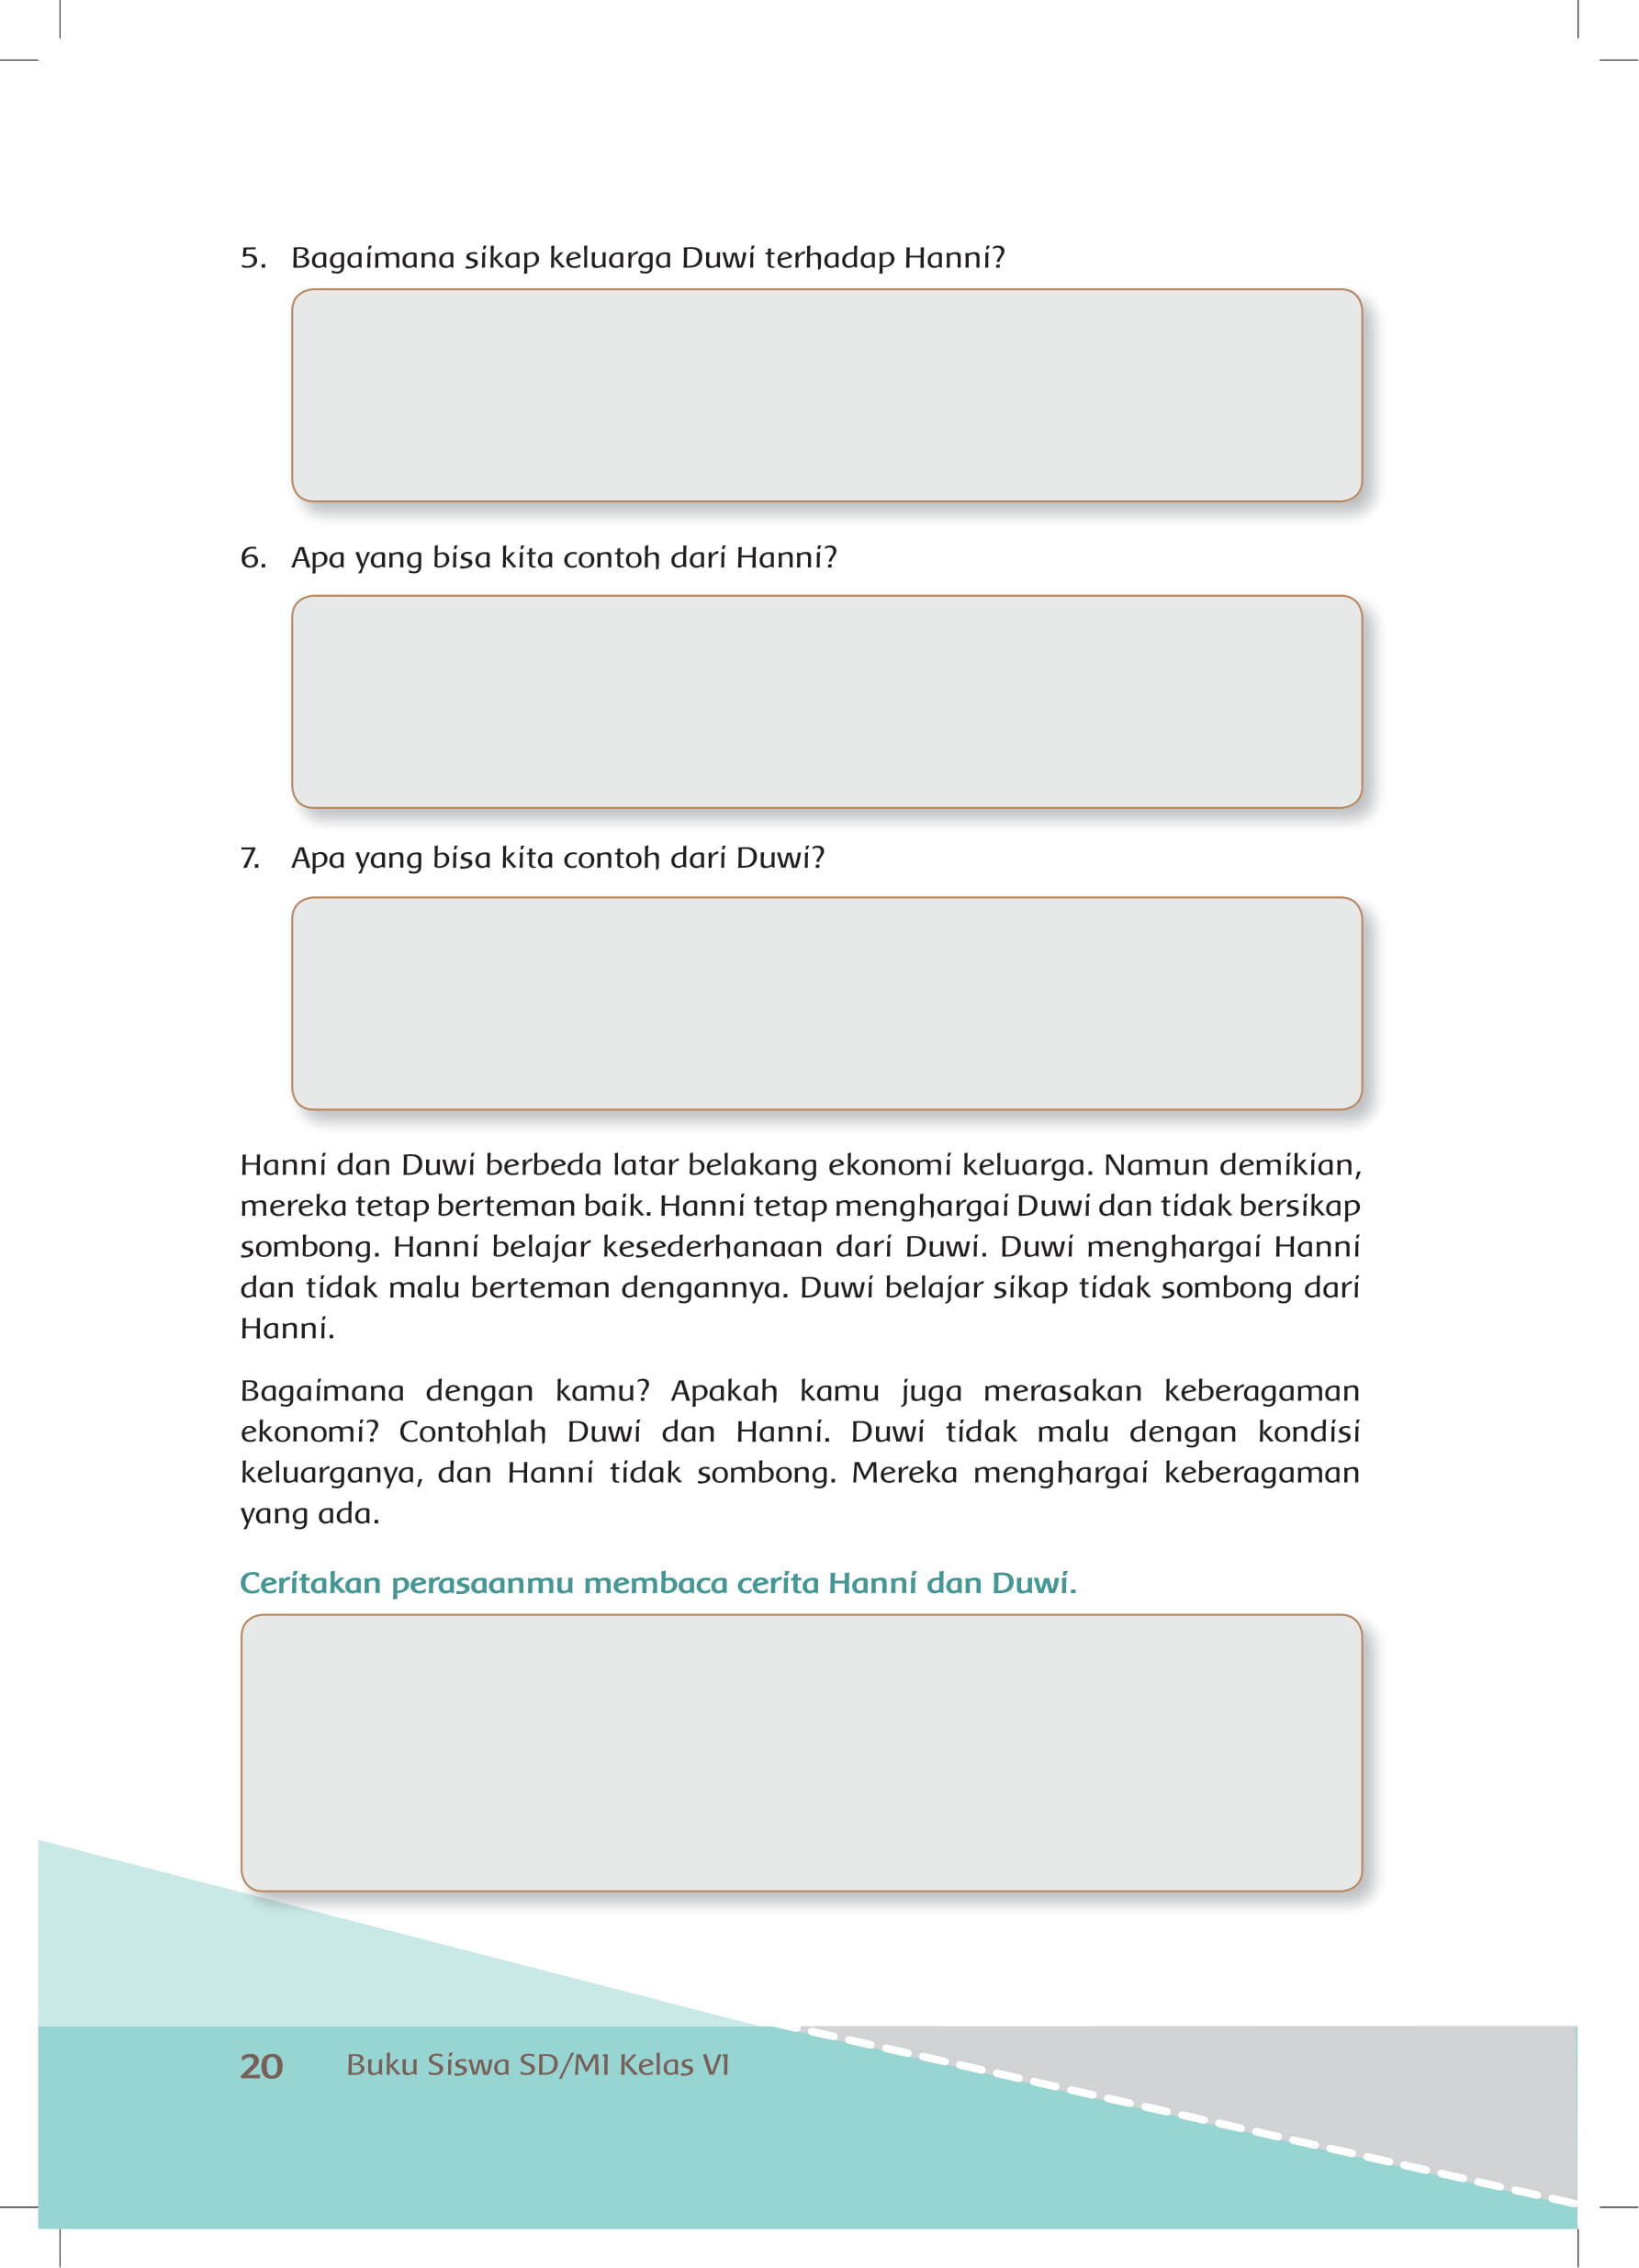 5. Bagaimana sikap keluarga Duwi terhadap Hanni?
6. Apa yang bisa kita contoh dari Hanni?
7. Apa yang bisa kita contoh dari Duwi?
Hanni dan Duwi berbeda latar belakang ekonomi keluarga. Namun demikian,
mereka tetap berteman baik. Hanni tetap menghargai Duwi dan tidak bersikap
sombong. Hanni belajar kesederhanaan dari Duwi. Duwi menghargai Hanni
dan tidak malu berteman dengannya. Duwi belajar sikap tidak sombong dari
Hanni.
Bagaimana dengan kamu? Apakah kamu juga merasakan keberagaman
ekonomi? Contohlah Duwi dan Hanni. Duwi tidak malu dengan kondisi
keluarganya, dan Hanni tidak sombong. Mereka menghargai keberagaman
yang ada.
Ceritakan perasaanmu membaca cerita Hanni dan Duwi.
20 Buku Siswa SD/MI Kelas VI